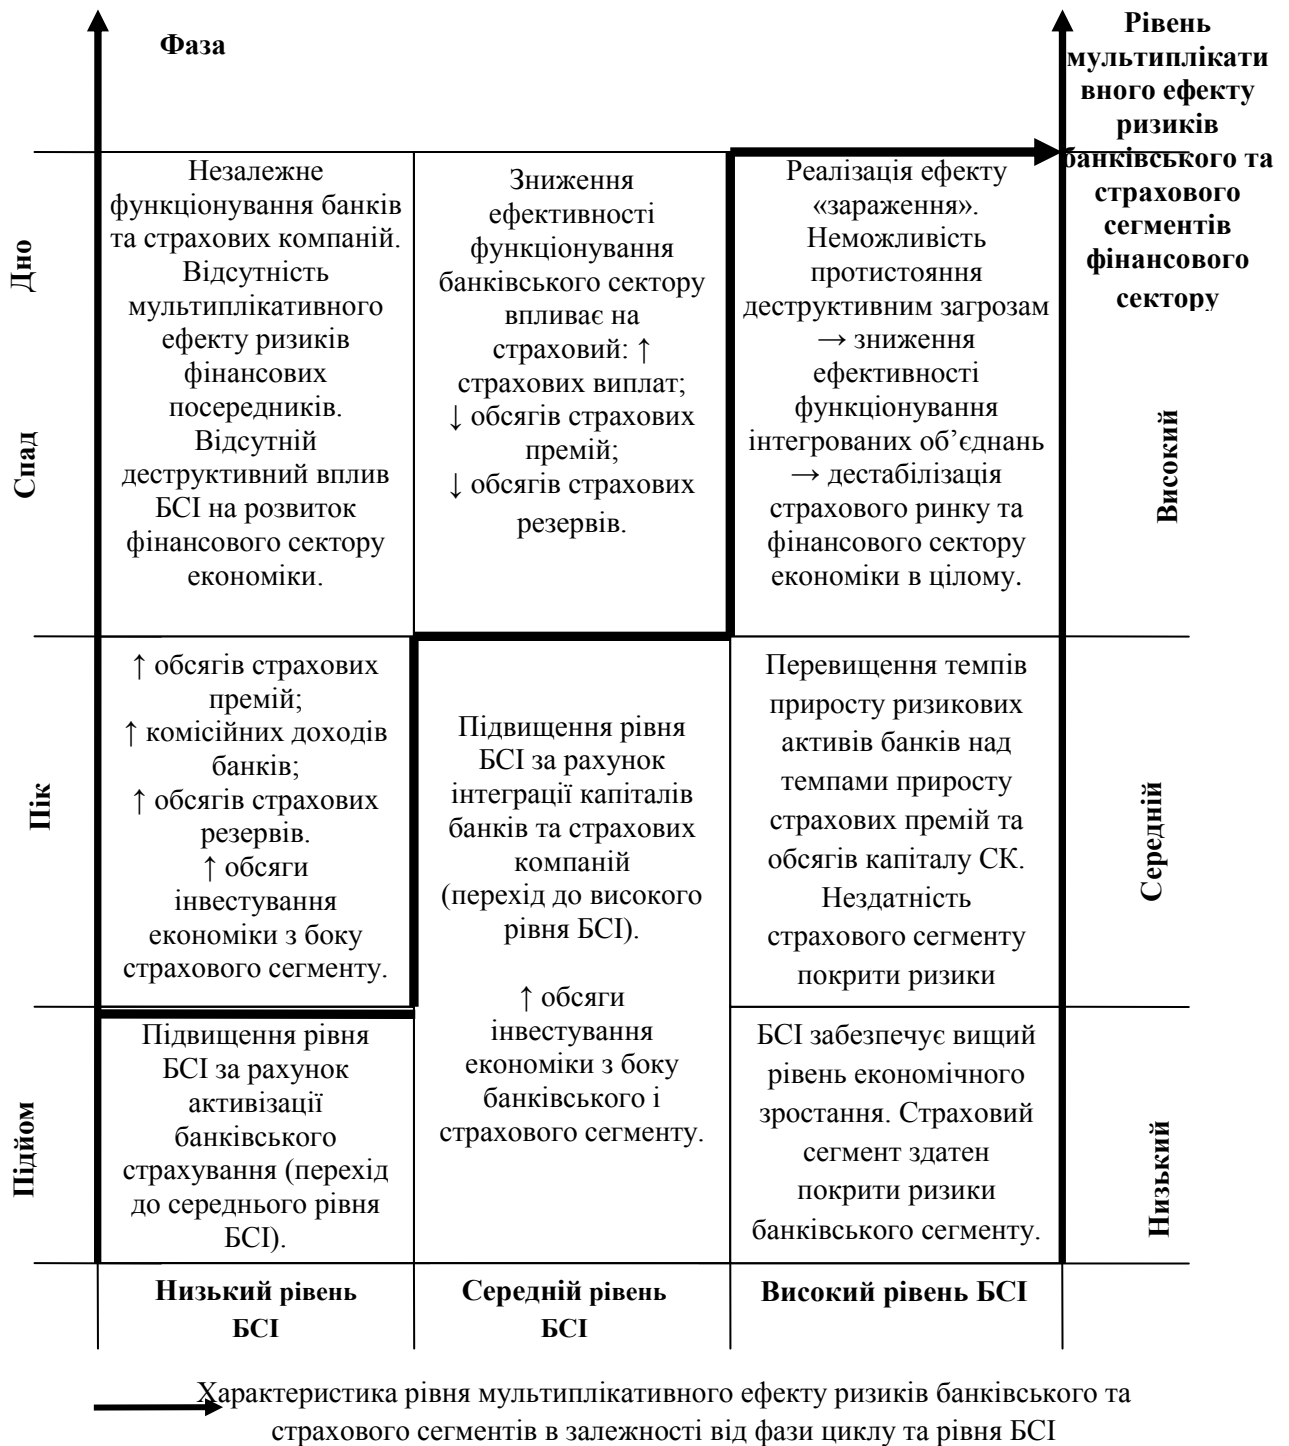 Фаза
Рівень
мультиплікати
вного ефекту
ризиків
банківського та
страхового
сегментів
фінансового
сектору
Дно
Спад
Незалежне
функціонування банків
та страхових компаній.
Відсутність
мультиплікативного
ефекту ризиків
фінансових
посередників.
Відсутній
деструктивний вплив
БСІ на розвиток
фінансового сектору
економіки.
Зниження
ефективності
функціонування
банківського сектору
впливає на
страховий: ↑
страхових виплат;
↓ обсягів страхових
премій;
↓ обсягів страхових
резервів.
Реалізація ефекту
«зараження».
Неможливість
протистояння
деструктивним загрозам
→ зниження
ефективності
функціонування
інтегрованих об’єднань
→ дестабілізація
страхового ринку та
фінансового сектору
економіки в цілому.
Високий
Пік
↑ обсягів страхових
премій;
↑ комісійних доходів
банків;
↑ обсягів страхових
резервів.
↑ обсяги
інвестування
економіки з боку
страхового сегменту.
Підвищення рівня
БСІ за рахунок
інтеграції капіталів
банків та страхових
компаній
(перехід до високого
рівня БСІ).
↑ обсяги
інвестування
економіки з боку
банківського і
страхового сегменту.
Перевищення темпів
приросту ризикових
активів банків над
темпами приросту
страхових премій та
обсягів капіталу СК.
Нездатність
страхового сегменту
покрити ризики
Середній
Підйом
Підвищення рівня
БСІ за рахунок
активізації
банківського
страхування (перехід
до середнього рівня
БСІ).
БСІ забезпечує вищий
рівень економічного
зростання. Страховий
сегмент здатен
покрити ризики
банківського сегменту.
Низький
Низький рівень
БСІ
Середній рівень
БСІ
Високий рівень БСІ
Характеристика рівня мультиплікативного ефекту ризиків банківського та
страхового сегментів в залежності від фази циклу та рівня БСІ